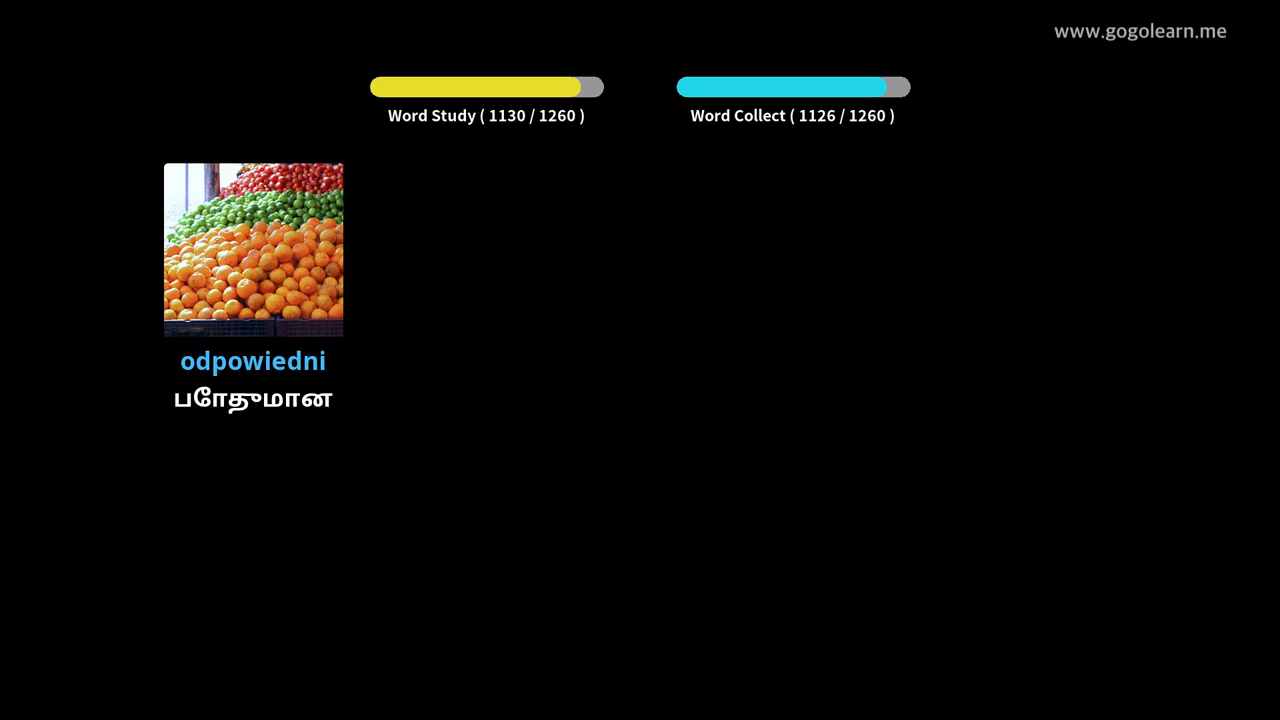 www.gogolearn.me
Word Study ( 1130 / 1260 )
Word Collect ( 1126 / 1260 )
odpowiedni
போதுமான